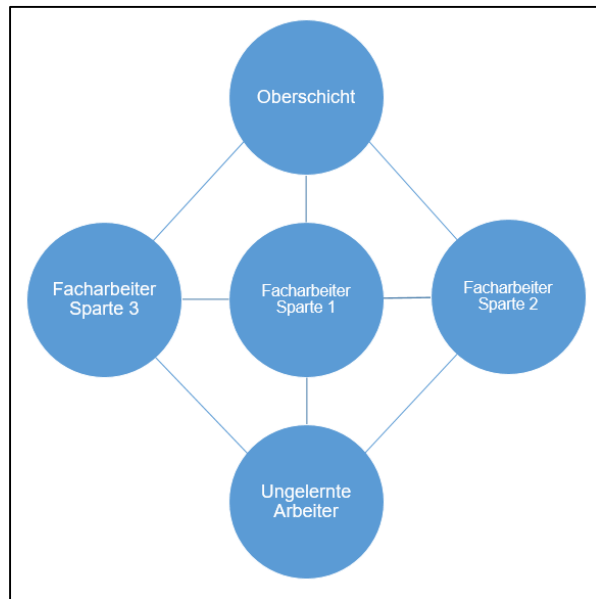 Oberschicht
Facharbeiter
Sparte 3
Facharbeiter
Sparte 1
Facharbeiter
Sparte 2
Ungelernte
Arbeiter